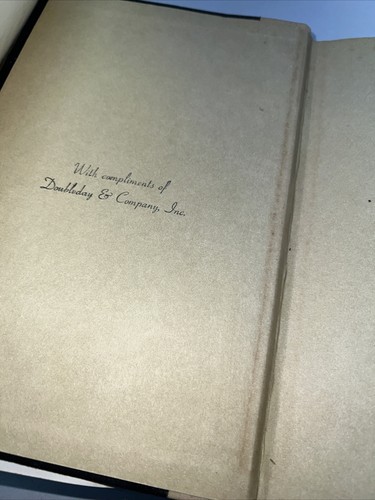 With compliments of
Doubleday & Company, Inc.